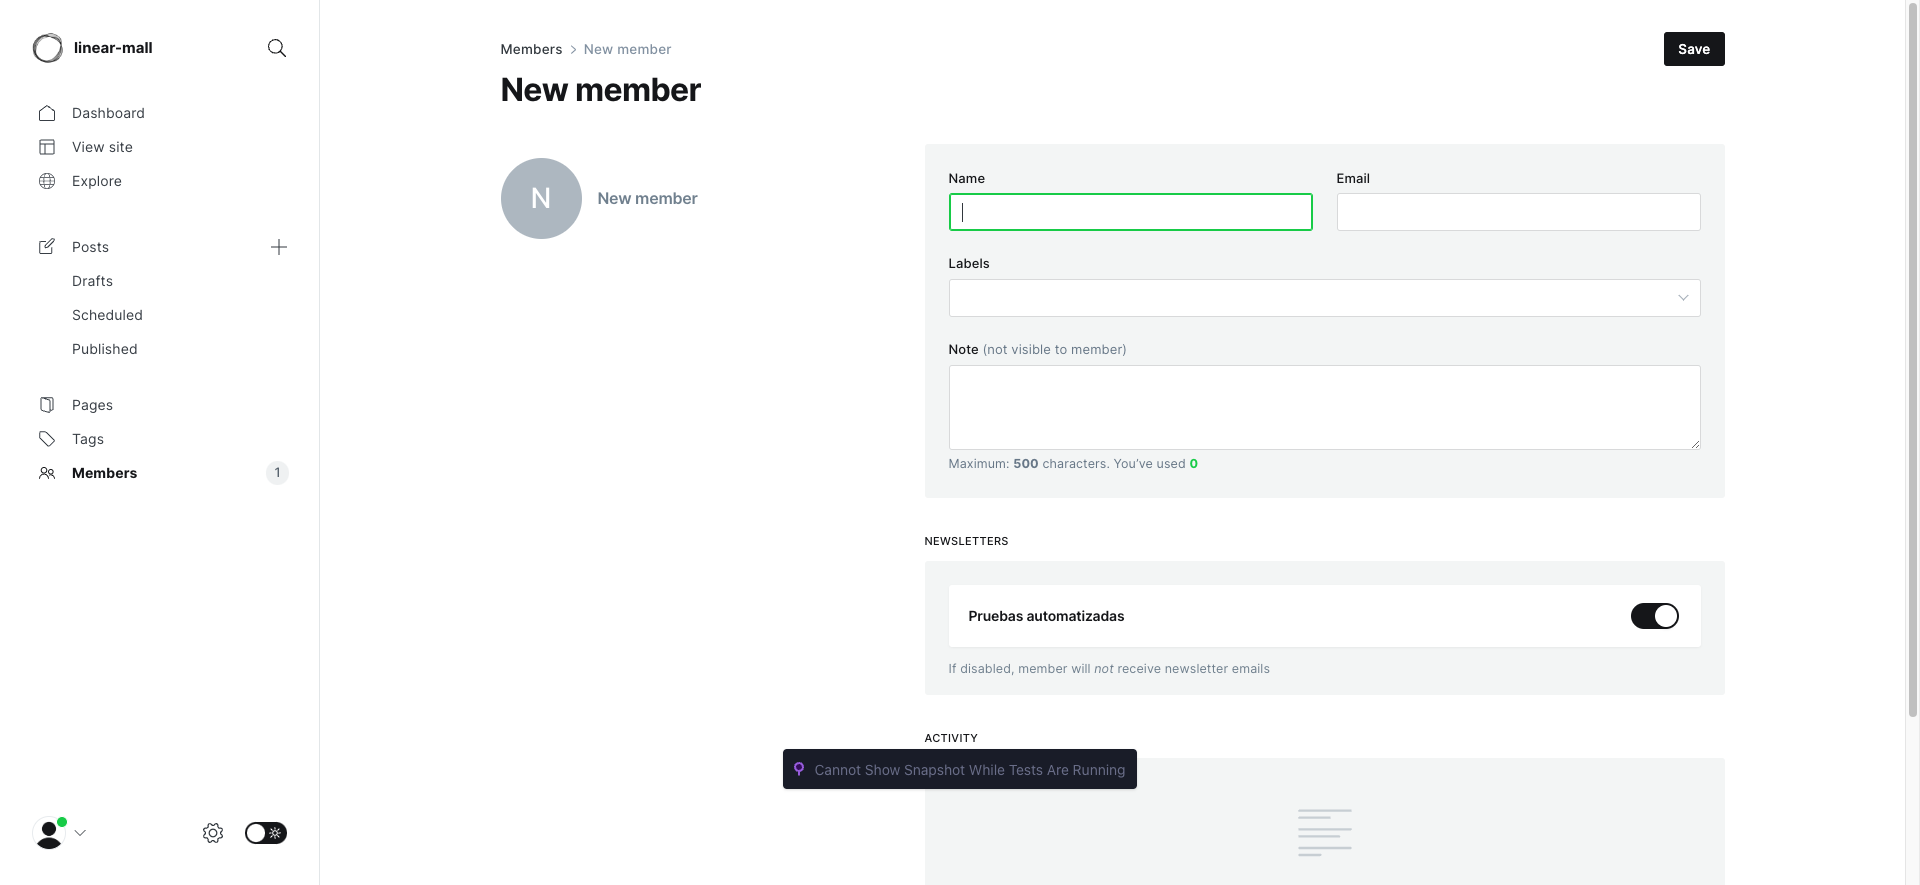 linear-mall
Dashboard
View site
Explore
Posts
Drafts
Scheduled
Published
Pages
Tags
Members
1
Members > New member
Save
New member
N
New member
Name
Email
Labels
Note (not visible to member)
Maximum: 500 characters. You've used 0
NEWSLETTERS
Pruebas automatizadas
If disabled, member will not receive newsletter emails
ACTIVITY
Cannot Show Snapshot While Tests Are Running